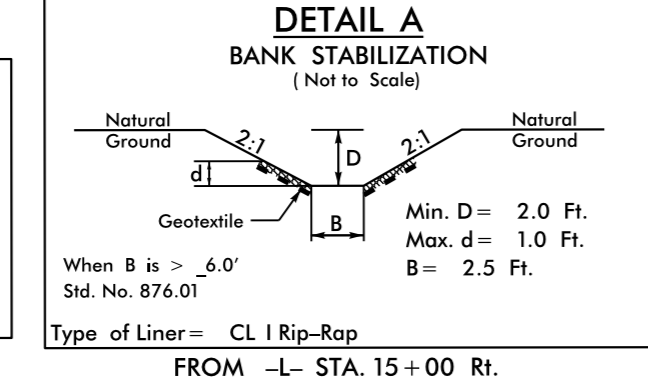 DETAIL A
BANK STABILIZATION
( Not to Scale)
Natural
Ground
2:1
D
2:1
Natural
Ground
d
Geotextile
B
Min. D= 2.0 Ft.
Max. d= 1.0 Ft.
B= 2.5 Ft.
When B is > _6.0'
Std. No. 876.01
Type of Liner= CL I Rip-Rap
FROM -L- STA. 15+00 Rt.